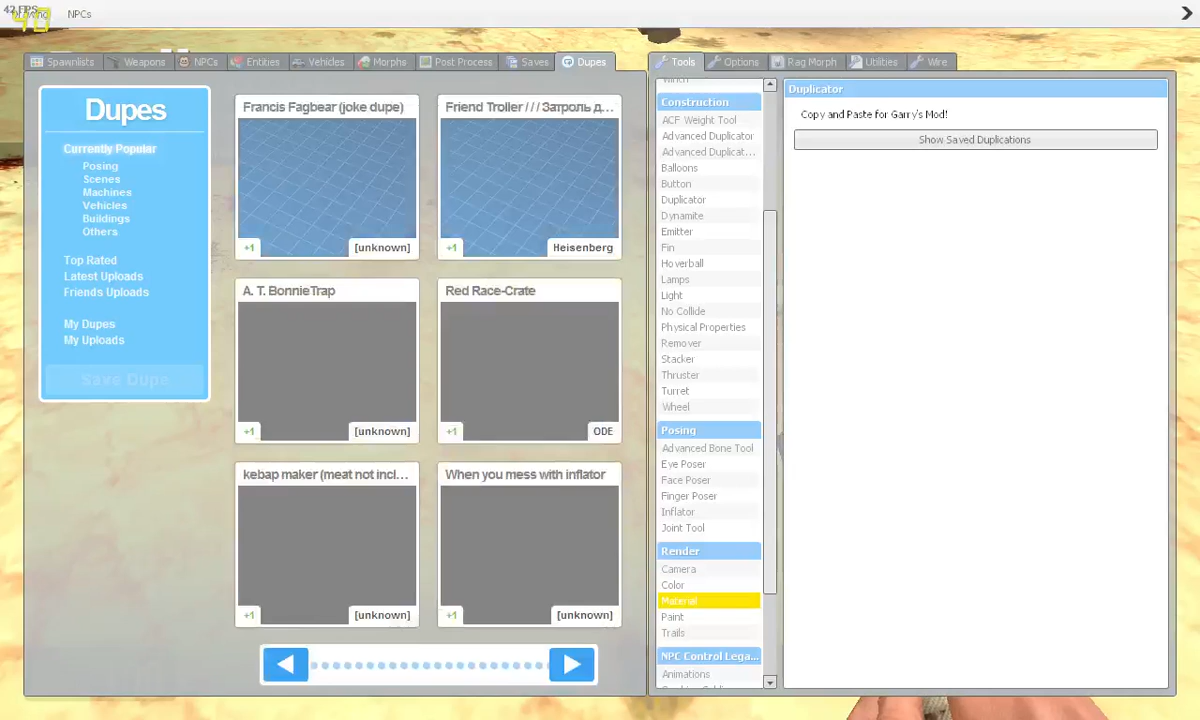 42 FPS
40
Drawing NPCs
Spawnlists Weapons NPCs Entities Vehicles Morphs Post Process Saves Dupes
Dupes
Currently Popular
Posing
Scenes
Machines
Vehicles
Buildings
Others
Top Rated
Latest Uploads
Friends Uploads
My Dupes
My Uploads
Save Dupe
Francis Fagbear (joke dupe)
+1 [unknown]
Friend Troller / / / Затроль д...
+1 Heisenberg
A. T. BonnieTrap
+1 [unknown]
Red Race-Crate
+1 ODE
kebap maker (meat not incl...
+1 [unknown]
When you mess with inflator
+1 [unknown]
Tools Options Rag Morph Utilities Wire
Winch
Construction
ACF Weight Tool
Advanced Duplicator
Advanced Duplicat...
Balloons
Button
Duplicator
Dynamite
Emitter
Fin
Hoverball
Lamps
Light
No Collide
Physical Properties
Remover
Stacker
Thruster
Turret
Wheel
Posing
Advanced Bone Tool
Eye Poser
Face Poser
Finger Poser
Inflator
Joint Tool
Render
Camera
Color
Material
Paint
Trails
NPC Control Lega...
Animations
Duplicator
Copy and Paste for Garry's Mod!
Show Saved Duplications